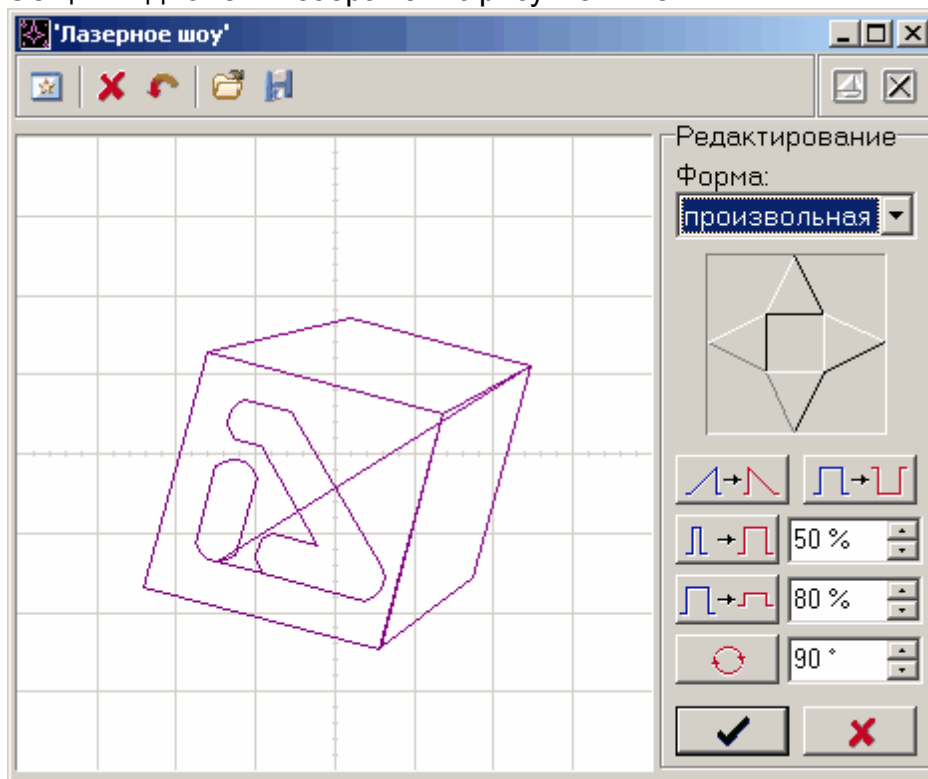 'Лазерное шоу'
Редактирование
Форма:
произвольная
50 %
80 %
90 °